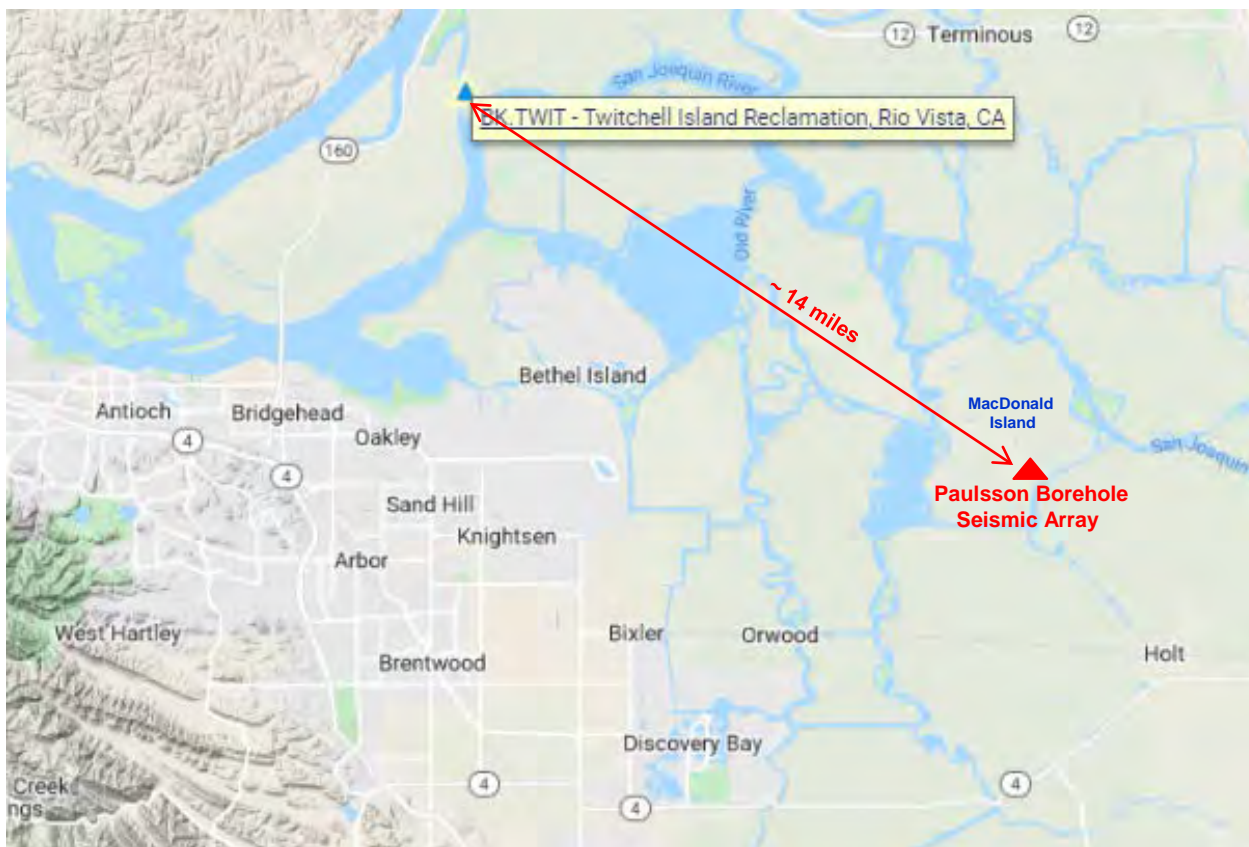 12 Terminous 12
San Joaquin River
BK.TWIT - Twitchell Island Reclamation, Rio Vista, CA
160
Old River
~ 14 miles
Bethel Island
MacDonald
Island
Antioch
Bridgehead
4
Oakley
4
San Joaquin
Paulsson Borehole
Seismic Array
Sand Hill
Knightsen
Arbor
West Hartley
Bixler
Orwood
Holt
Brentwood
Discovery Bay
4
4
4
Creek
ngs